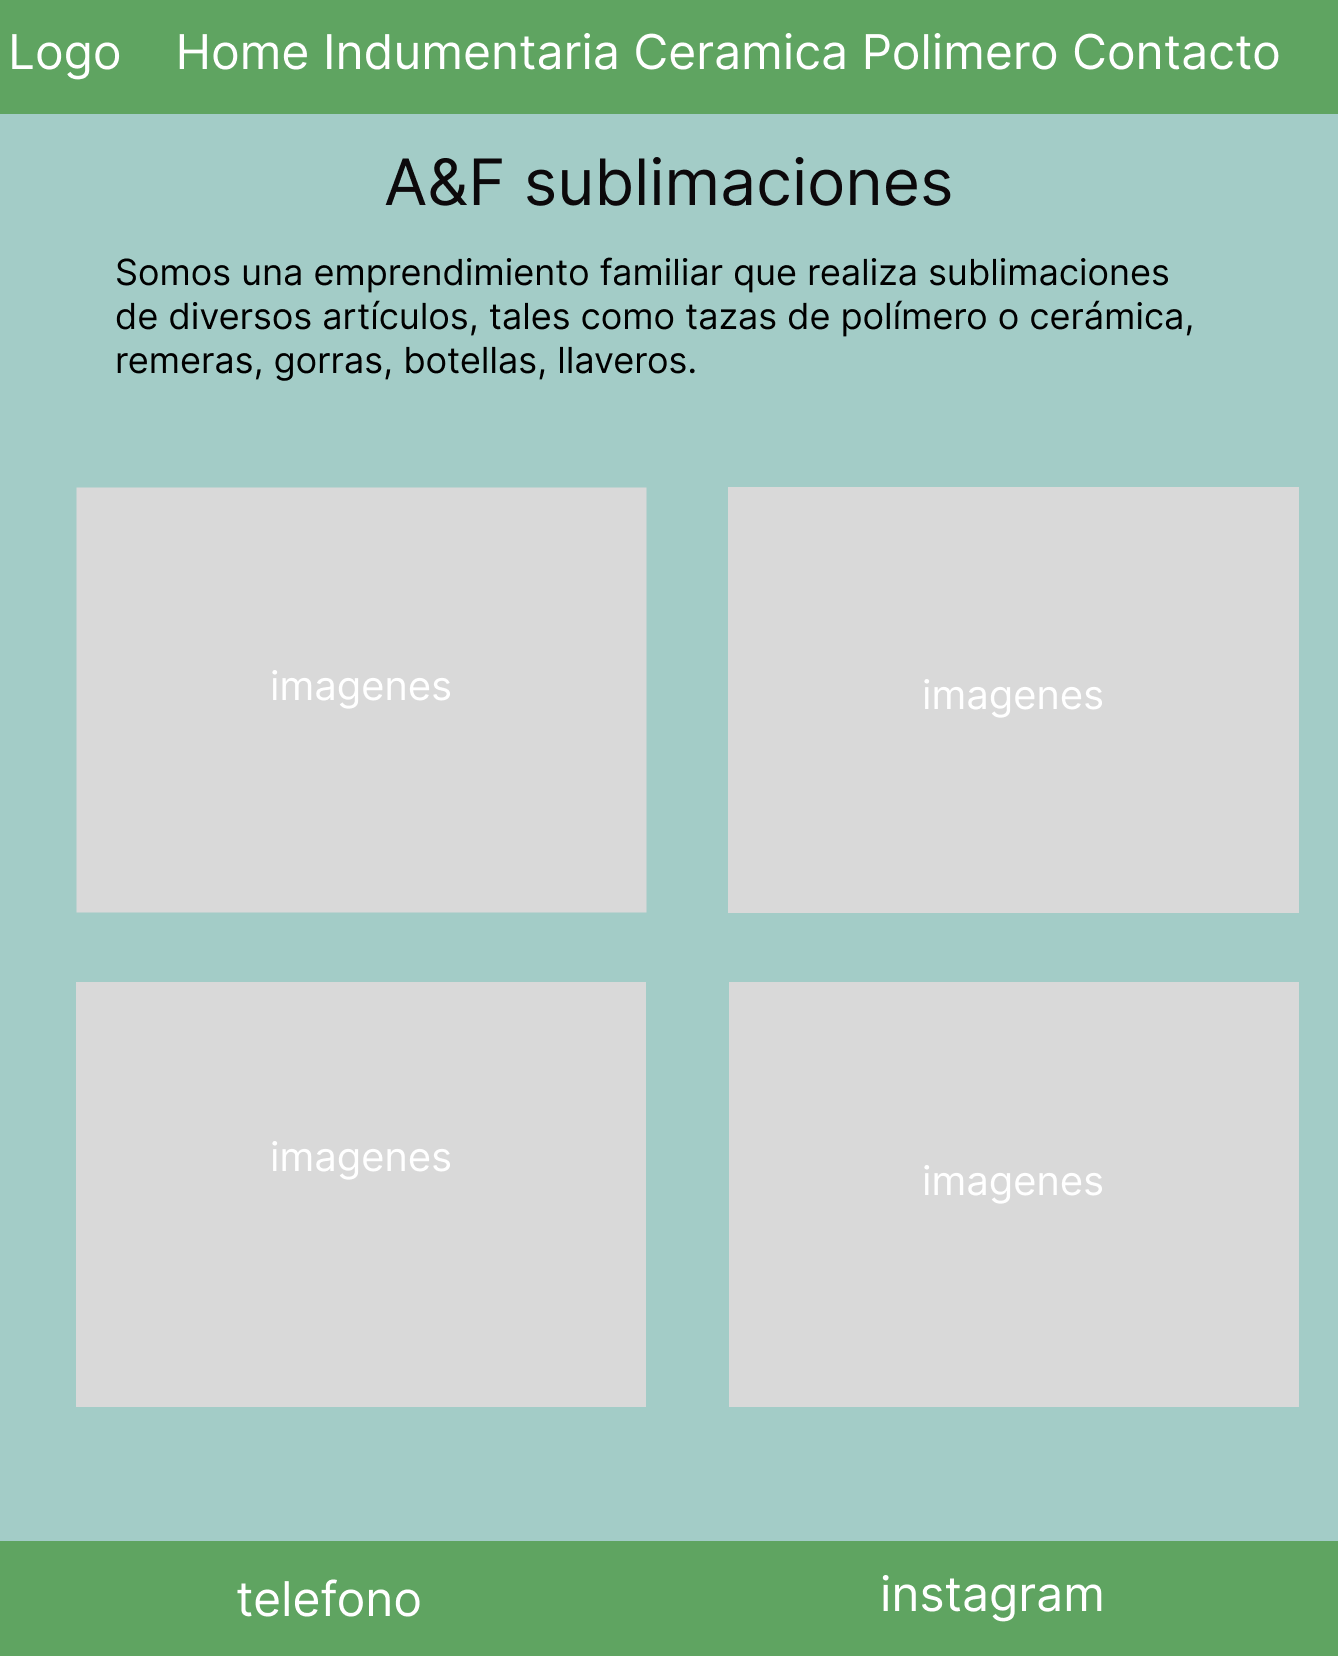 Logo Home Indumentaria Ceramica Polimero Contacto
A&F sublimaciones
Somos una emprendimiento familiar que realiza sublimaciones
de diversos artículos, tales como tazas de polímero o cerámica,
remeras, gorras, botellas, llaveros.
imagenes
imagenes
imagenes
imagenes
telefono
instagram